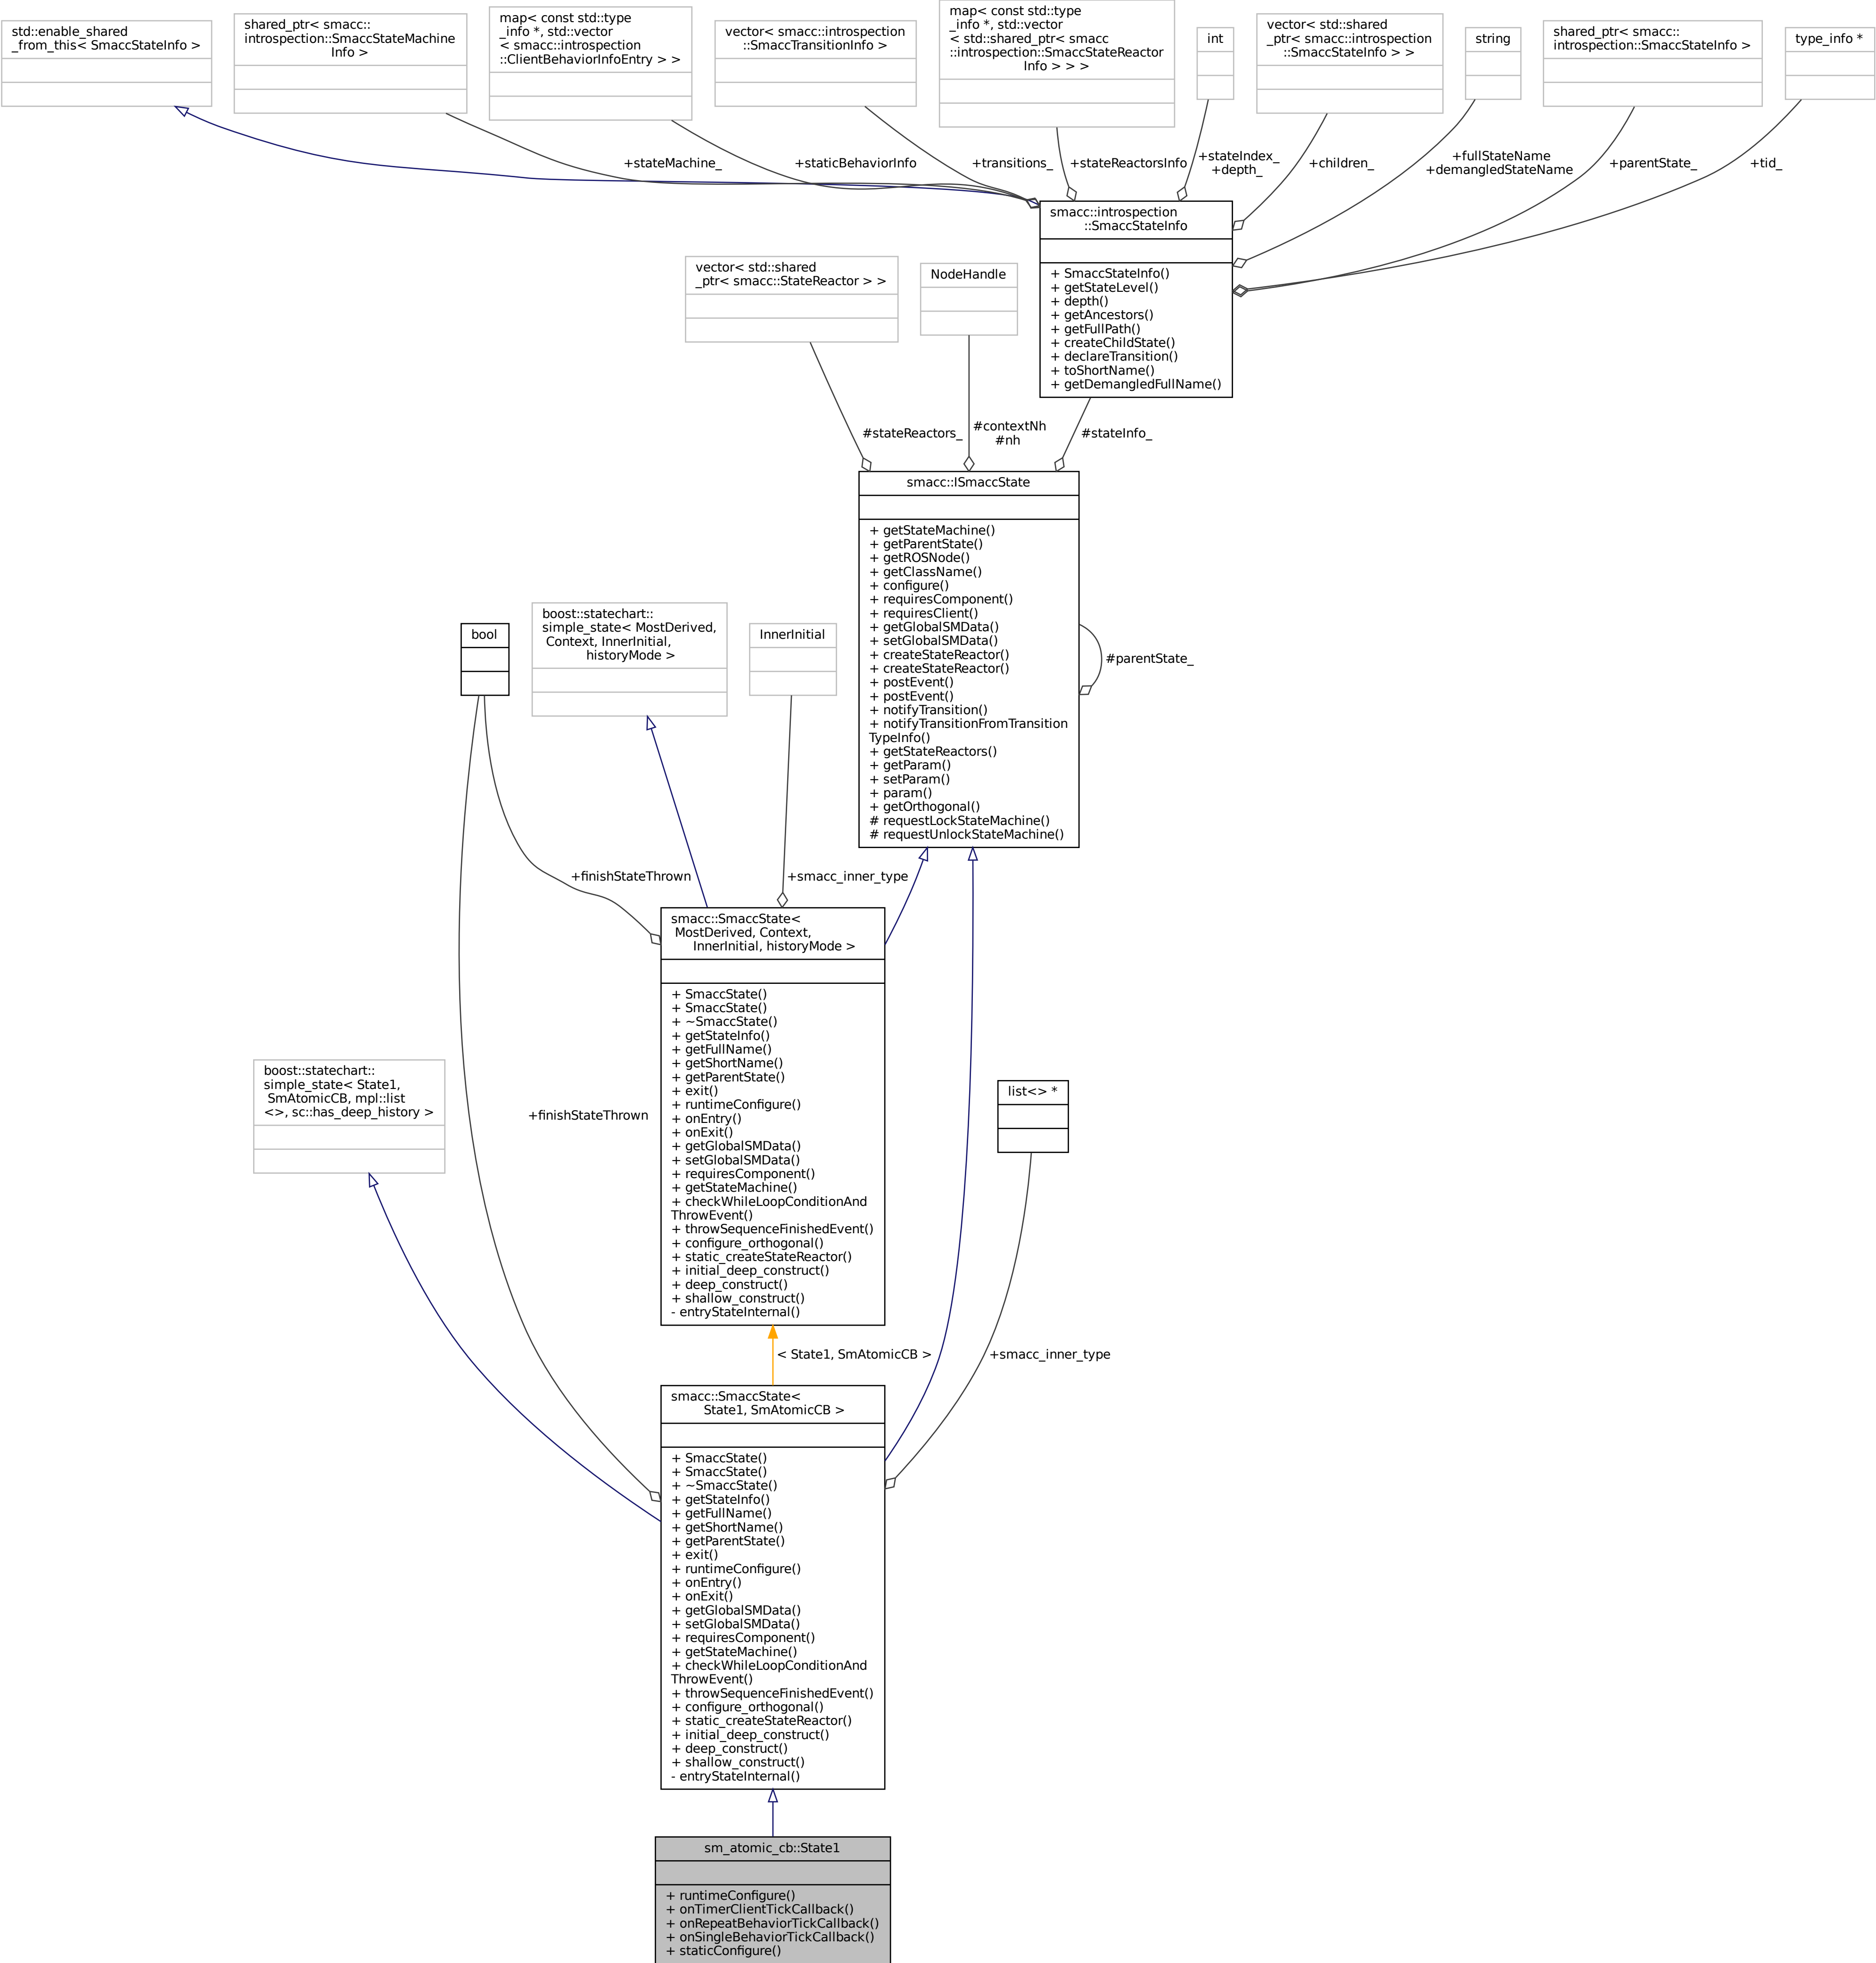 std::enable_shared
_from_this< SmaccStateInfo >
shared_ptr< smacc::
introspection::SmaccStateMachine
Info >
map< const std::type
_info *, std::vector
< smacc::introspection
::ClientBehaviorInfoEntry > >
vector< smacc::introspection
::SmaccTransitionInfo >
map< const std::type
_info *, std::vector
< std::shared_ptr< smacc
::introspection::SmaccStateReactor
Info > > >
int
vector< std::shared
_ptr< smacc::introspection
::SmaccStateInfo > >
string
shared_ptr< smacc::
introspection::SmaccStateInfo >
type_info *
+stateMachine_
+staticBehaviorInfo
+transitions_
+stateReactorsInfo
+stateIndex_
+depth_
+children_
+fullStateName
+demangledStateName
+parentState_
+tid_
smacc::introspection
::SmaccStateInfo
+ SmaccStateInfo()
+ getStateLevel()
+ depth()
+ getAncestors()
+ getFullPath()
+ createChildState()
+ declareTransition()
+ toShortName()
+ getDemangledFullName()
vector< std::shared
_ptr< smacc::StateReactor > >
NodeHandle
#stateReactors_
#contextNh
#nh
#stateInfo_
smacc::ISmaccState
+ getStateMachine()
+ getParentState()
+ getROSNode()
+ getClassName()
+ configure()
+ requiresComponent()
+ requiresClient()
+ getGlobalSMData()
+ setGlobalSMData()
+ createStateReactor()
+ createStateReactor()
+ postEvent()
+ postEvent()
+ notifyTransition()
+ notifyTransitionFromTransition
TypeInfo()
+ getStateReactors()
+ getParam()
+ setParam()
+ param()
+ getOrthogonal()
# requestLockStateMachine()
# requestUnlockStateMachine()
#parentState_
bool
boost::statechart::
simple_state< MostDerived,
Context, InnerInitial,
historyMode >
InnerInitial
+finishStateThrown
+smacc_inner_type
smacc::SmaccState<
MostDerived, Context,
InnerInitial, historyMode >
+ SmaccState()
+ SmaccState()
+ ~SmaccState()
+ getStateInfo()
+ getFullName()
+ getShortName()
+ getParentState()
+ exit()
+ runtimeConfigure()
+ onEntry()
+ onExit()
+ getGlobalSMData()
+ setGlobalSMData()
+ requiresComponent()
+ getStateMachine()
+ checkWhileLoopConditionAnd
ThrowEvent()
+ throwSequenceFinishedEvent()
+ configure_orthogonal()
+ static_createStateReactor()
+ initial_deep_construct()
+ deep_construct()
+ shallow_construct()
- entryStateInternal()
boost::statechart::
simple_state< State1,
SmAtomicCB, mpl::list
<>, sc::has_deep_history >
+finishStateThrown
list<> *
< State1, SmAtomicCB >
+smacc_inner_type
smacc::SmaccState<
State1, SmAtomicCB >
+ SmaccState()
+ SmaccState()
+ ~SmaccState()
+ getStateInfo()
+ getFullName()
+ getShortName()
+ getParentState()
+ exit()
+ runtimeConfigure()
+ onEntry()
+ onExit()
+ getGlobalSMData()
+ setGlobalSMData()
+ requiresComponent()
+ getStateMachine()
+ checkWhileLoopConditionAnd
ThrowEvent()
+ throwSequenceFinishedEvent()
+ configure_orthogonal()
+ static_createStateReactor()
+ initial_deep_construct()
+ deep_construct()
+ shallow_construct()
- entryStateInternal()
sm_atomic_cb::State1
+ runtimeConfigure()
+ onTimerClientTickCallback()
+ onRepeatBehaviorTickCallback()
+ onSingleBehaviorTickCallback()
+ staticConfigure()